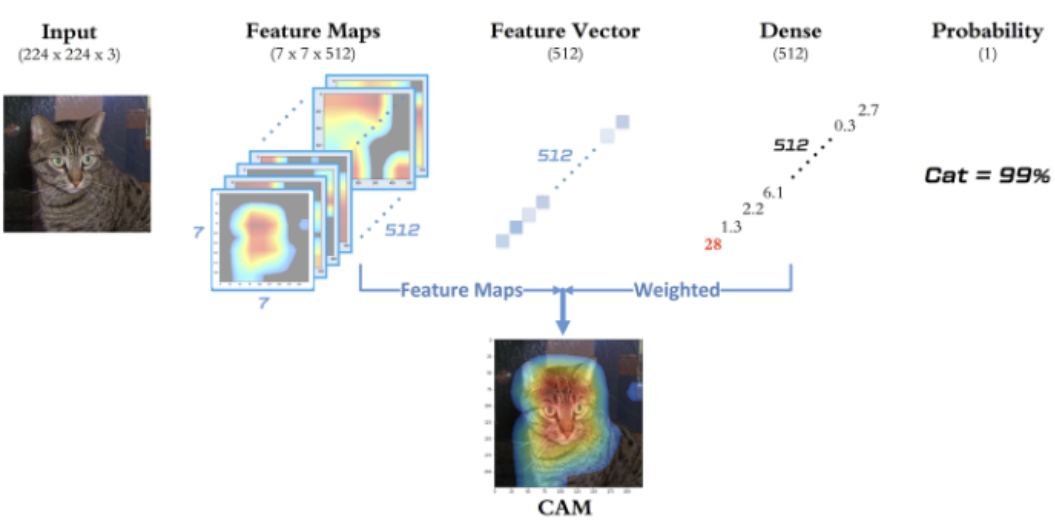 Input
(224 x 224 x 3)
Feature Maps
(7 x 7 x 512)
Feature Vector
(512)
Dense
(512)
Probability
(1)
512
7
7
512
512
2.7
0.3
6.1
2.2
1.3
28
Cat = 99%
Feature Maps
Weighted
CAM